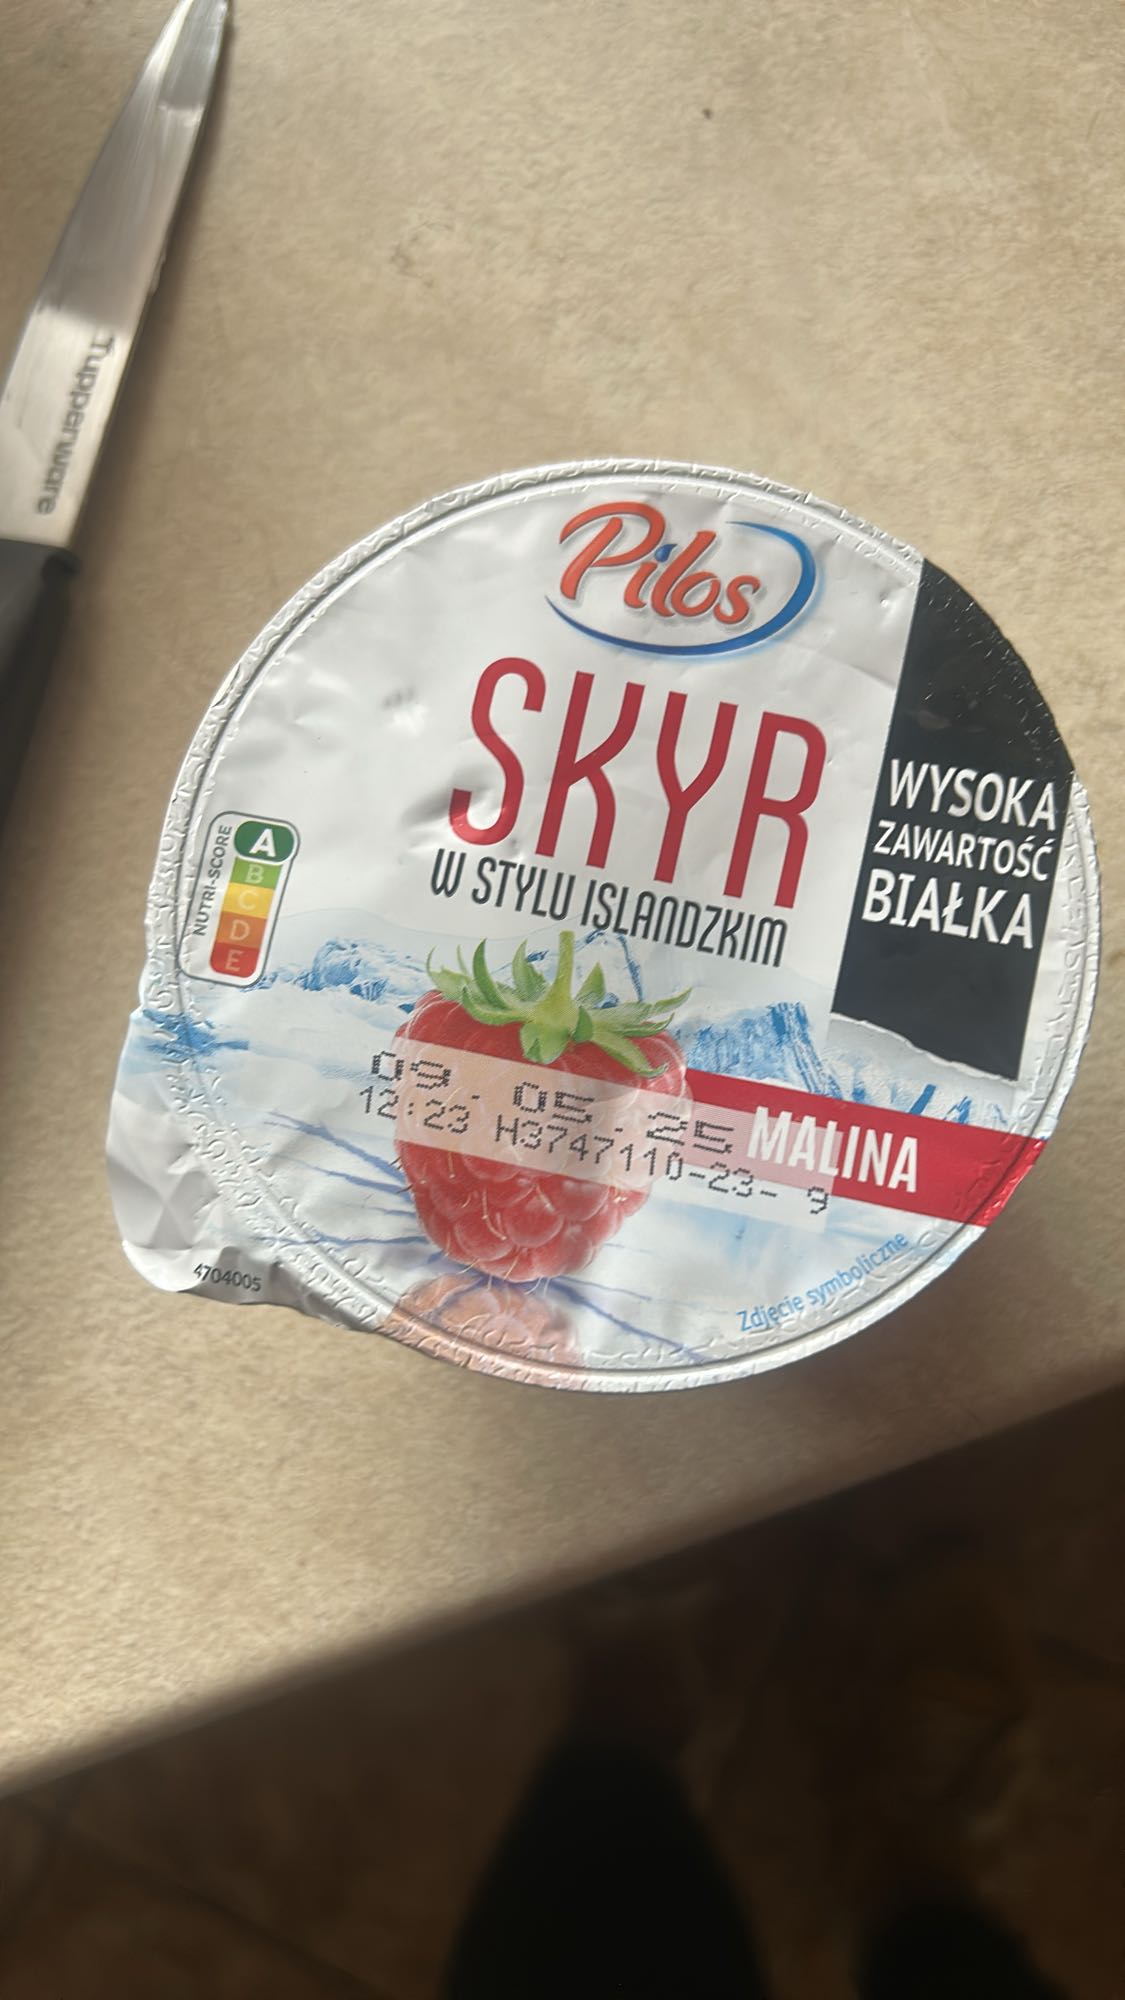 Tupperware
Pilos
SKYR
W STYLU ISLANDZKIM
WYSOKA
ZAWARTOŚĆ
BIAŁKA
NUTRI-SCORE
A
B
C
D
E
09.05.25
12:23 H3747110-23- 9
MALINA
Zdjęcie symboliczne
4704005